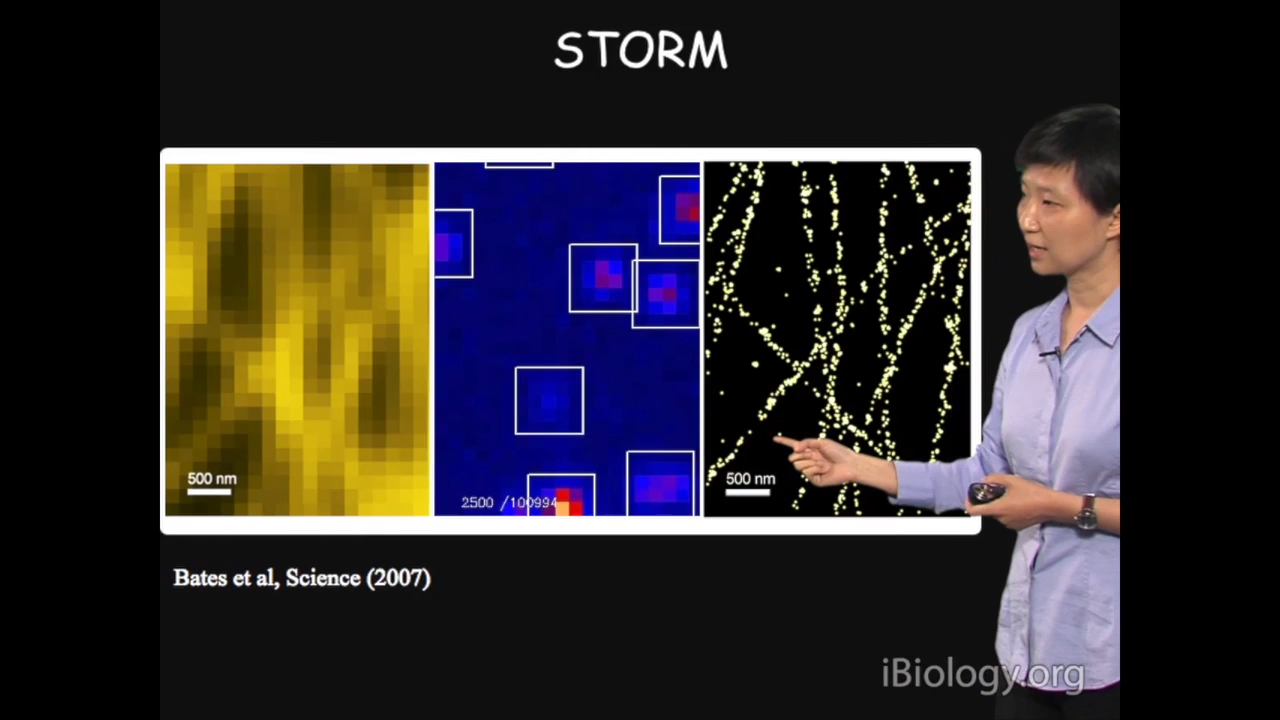 STORM
500 nm
2500 /100994
500 nm
Bates et al, Science (2007)
iBiology.org